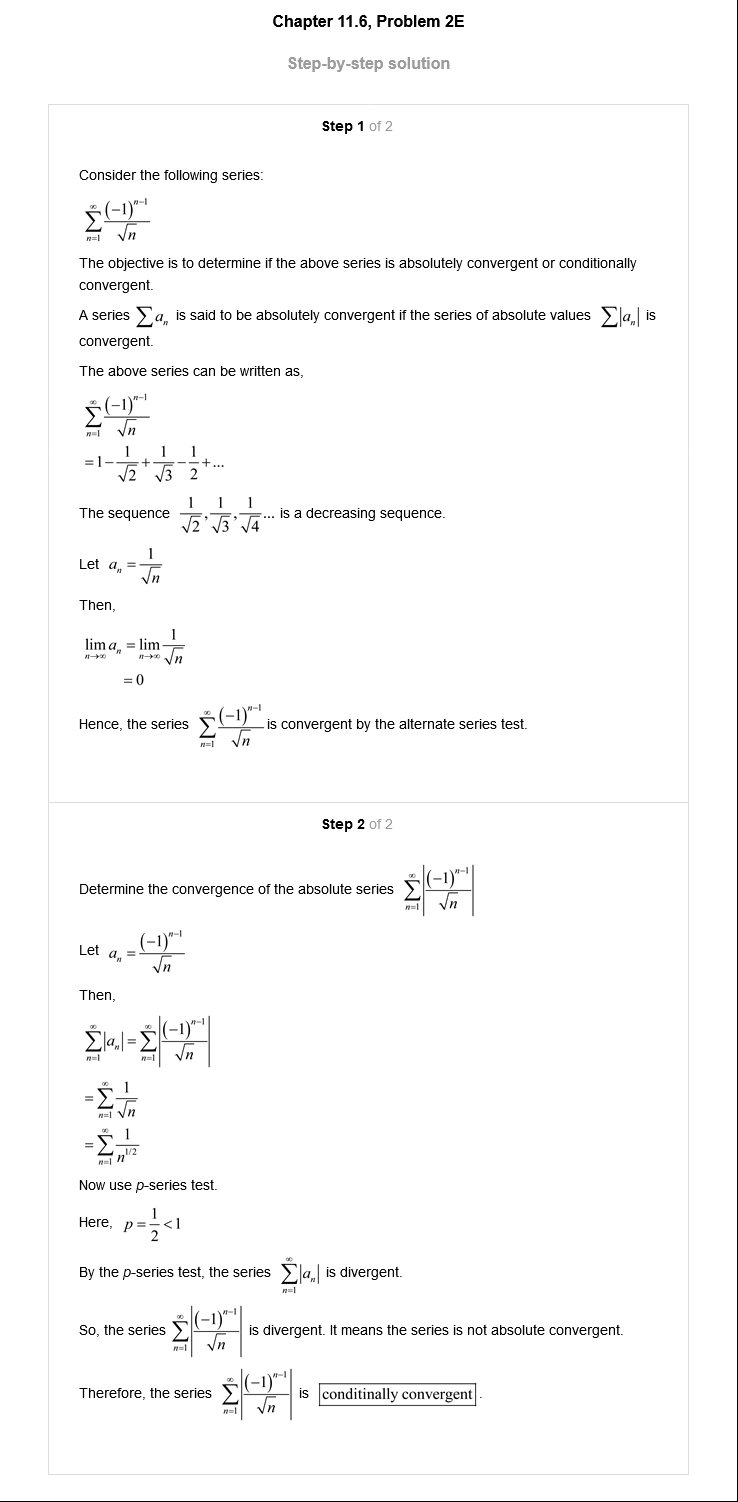 Chapter 11.6, Problem 2E
Step-by-step solution
Step 1 of 2
Consider the following series:
$\sum_{n=1}^{\infty} \frac{(-1)^{n-1}}{\sqrt{n}}$
The objective is to determine if the above series is absolutely convergent or conditionally
convergent.
A series $\sum a_n$ is said to be absolutely convergent if the series of absolute values $\sum |a_n|$ is
convergent.
The above series can be written as,
$\sum_{n=1}^{\infty} \frac{(-1)^{n-1}}{\sqrt{n}}$
$=1-\frac{1}{\sqrt{2}}+\frac{1}{\sqrt{3}}-\frac{1}{2}+...$
The sequence $\frac{1}{\sqrt{2}},\frac{1}{\sqrt{3}},\frac{1}{\sqrt{4}}...$ is a decreasing sequence.
Let $a_n = \frac{1}{\sqrt{n}}$
Then,
$\lim_{n\to\infty} a_n = \lim_{n\to\infty} \frac{1}{\sqrt{n}}$
$=0$
Hence, the series $\sum_{n=1}^{\infty} \frac{(-1)^{n-1}}{\sqrt{n}}$ is convergent by the alternate series test.
Step 2 of 2
Determine the convergence of the absolute series $\sum_{n=1}^{\infty} \left|\frac{(-1)^{n-1}}{\sqrt{n}}\right|$
Let $a_n = \frac{(-1)^{n-1}}{\sqrt{n}}$
Then,
$\sum_{n=1}^{\infty} |a_n| = \sum_{n=1}^{\infty} \left|\frac{(-1)^{n-1}}{\sqrt{n}}\right|$
$= \sum_{n=1}^{\infty} \frac{1}{\sqrt{n}}$
$= \sum_{n=1}^{\infty} \frac{1}{n^{1/2}}$
Now use p-series test.
Here, $p = \frac{1}{2} < 1$
By the p-series test, the series $\sum_{n=1}^{\infty} |a_n|$ is divergent.
So, the series $\sum_{n=1}^{\infty} \left|\frac{(-1)^{n-1}}{\sqrt{n}}\right|$ is divergent. It means the series is not absolute convergent.
Therefore, the series $\sum_{n=1}^{\infty} \left|\frac{(-1)^{n-1}}{\sqrt{n}}\right|$ is conditinally convergent.